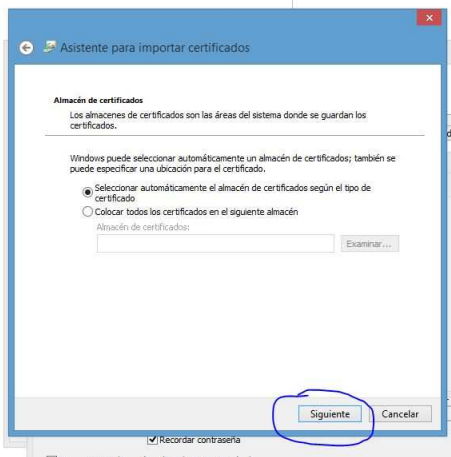 Asistente para importar certificados
Almacén de certificados
Los almacenes de certificados son las áreas del sistema donde se guardan los
certificados.
Windows puede seleccionar automáticamente un almacén de certificados; también se
puede especificar una ubicación para el certificado.
Seleccionar automáticamente el almacén de certificados según el tipo de
certificado
Colocar todos los certificados en el siguiente almacén
Almacén de certificados:
Examinar...
Siguiente
Cancelar
Recordar contraseña